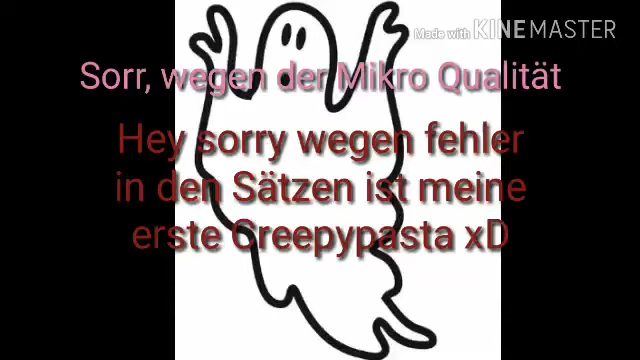 Made with KINEMASTER
Sorr, wegen der Mikro Qualität
Hey sorry wegen fehler
in den Sätzen ist meine
erste Creepypasta xD